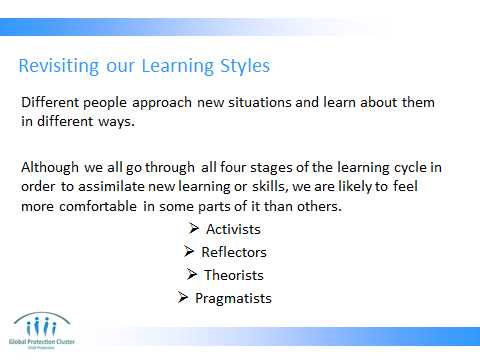 Revisiting our Learning Styles
Different people approach new situations and learn about them
in different ways.
Although we all go through all four stages of the learning cycle in
order to assimilate new learning or skills, we are likely to feel
more comfortable in some parts of it than others.
➢ Activists
➢ Reflectors
➢ Theorists
➢ Pragmatists
Global Protection Cluster
Child Protection